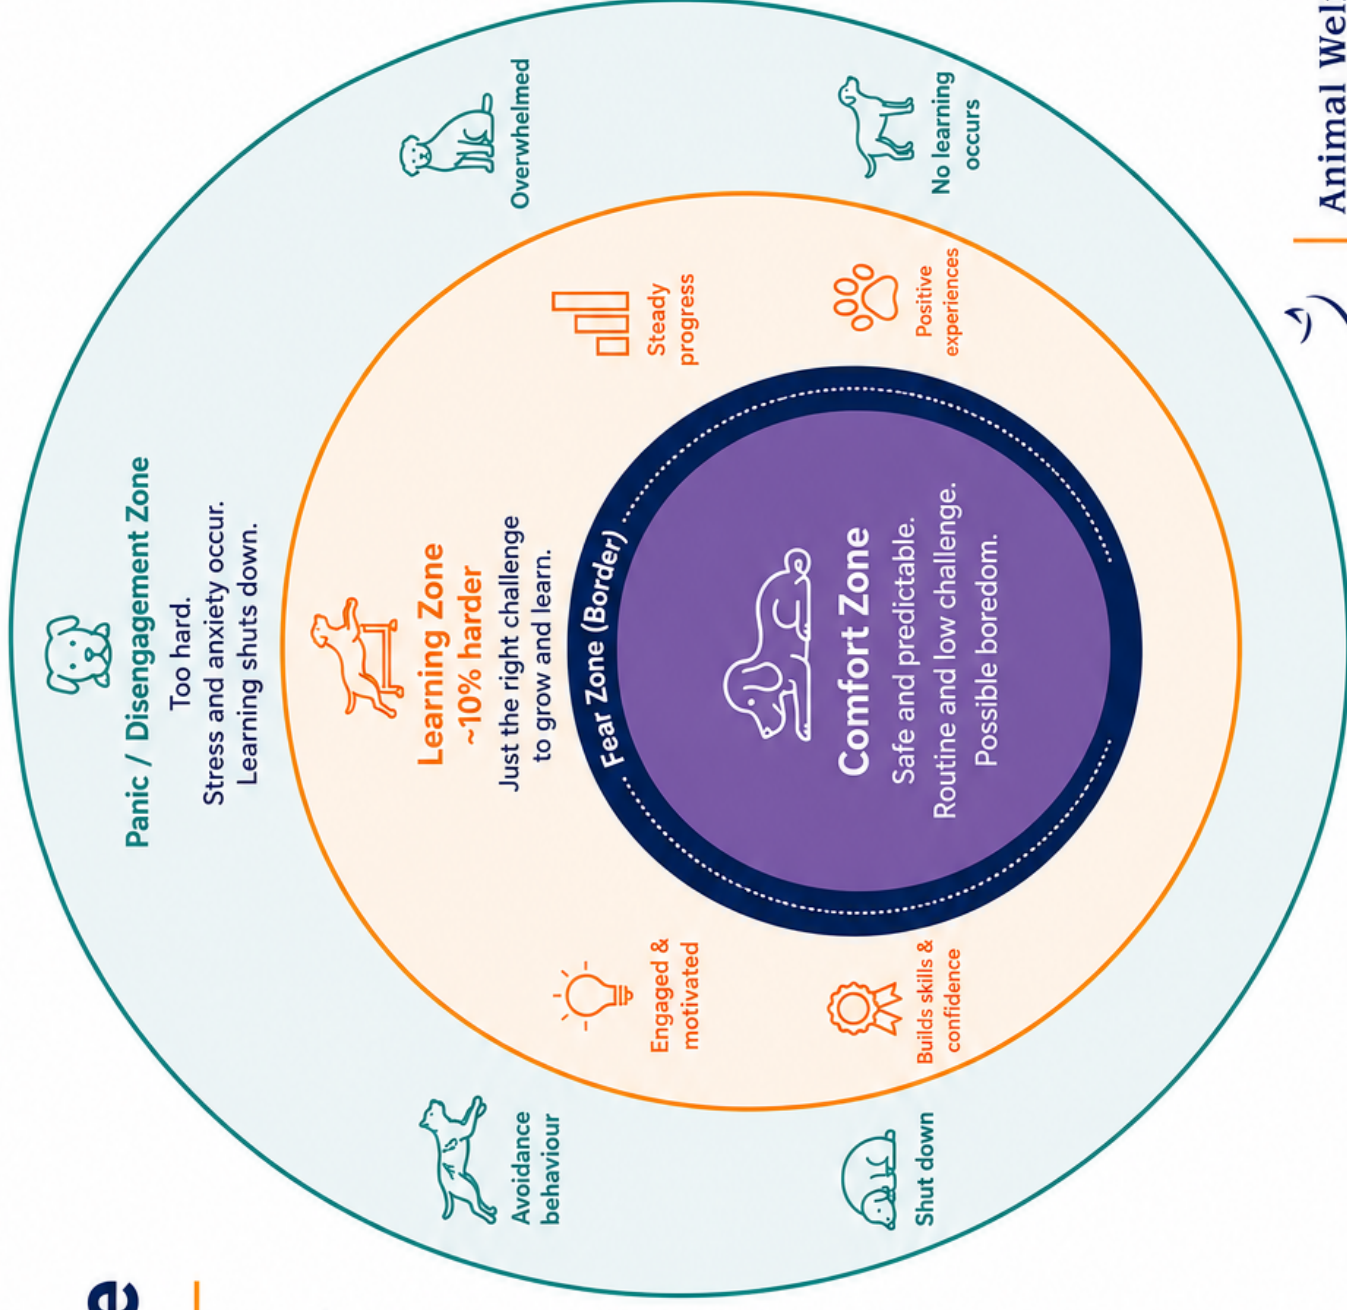 Panic / Disengagement Zone
Too hard.
Stress and anxiety occur.
Learning shuts down.
Avoidance
behaviour
Overwhelmed
Shut down
No learning
occurs
Learning Zone
~10% harder
Just the right challenge
to grow and learn.
Engaged &
motivated
Steady
progress
Builds skills &
confidence
Positive
experiences
Fear Zone (Border)
Comfort Zone
Safe and predictable.
Routine and low challenge.
Possible boredom.
e
Animal Wel